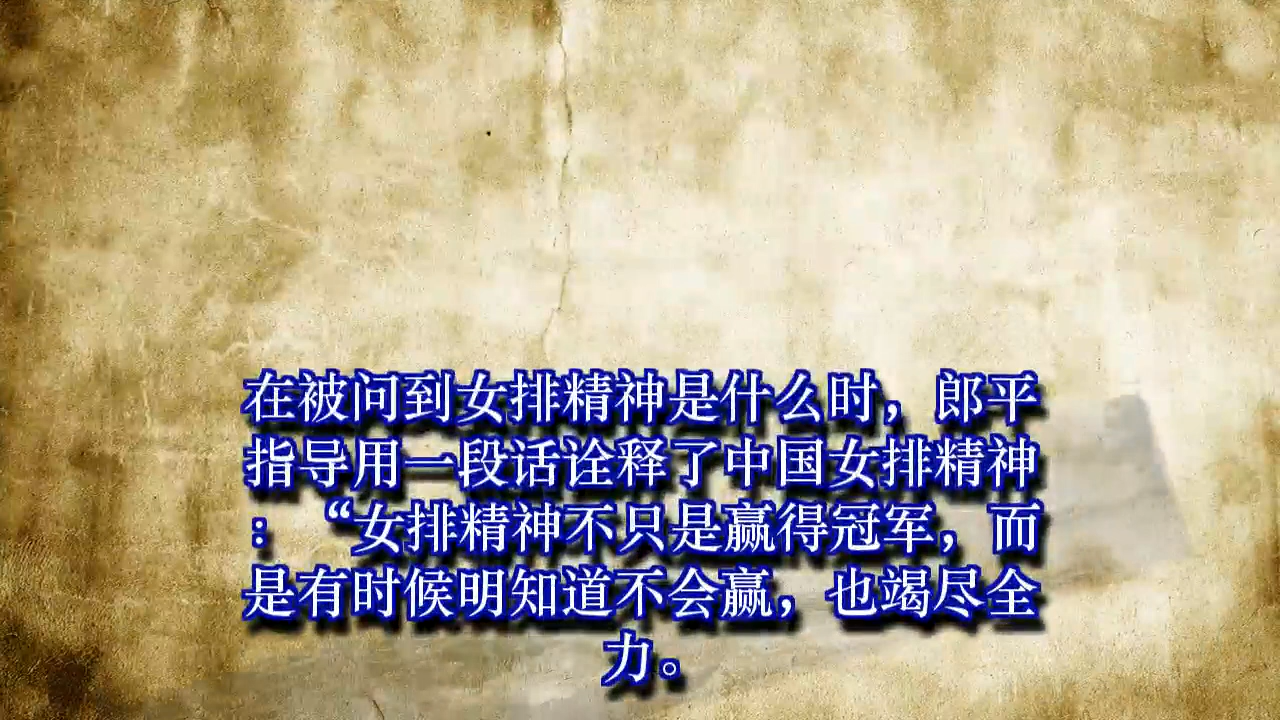 在被问到女排精神是什么时，郎平
指导用一段话诠释了中国女排精神
：“女排精神不只是赢得冠军，而
是有时候明知道不会赢，也竭尽全
力。